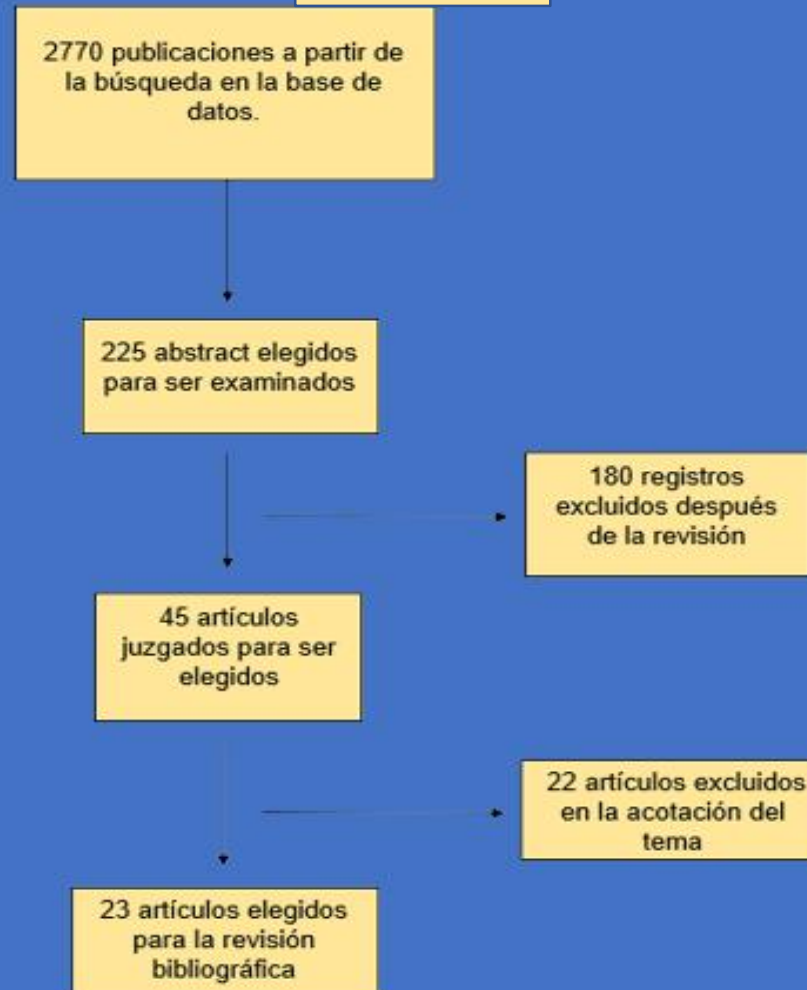 2770 publicaciones a partir de
la búsqueda en la base de
datos.
225 abstract elegidos
para ser examinados
180 registros
excluidos después
de la revisión
45 artículos
juzgados para ser
elegidos
22 artículos excluidos
en la acotación del
tema
23 artículos elegidos
para la revisión
bibliográfica